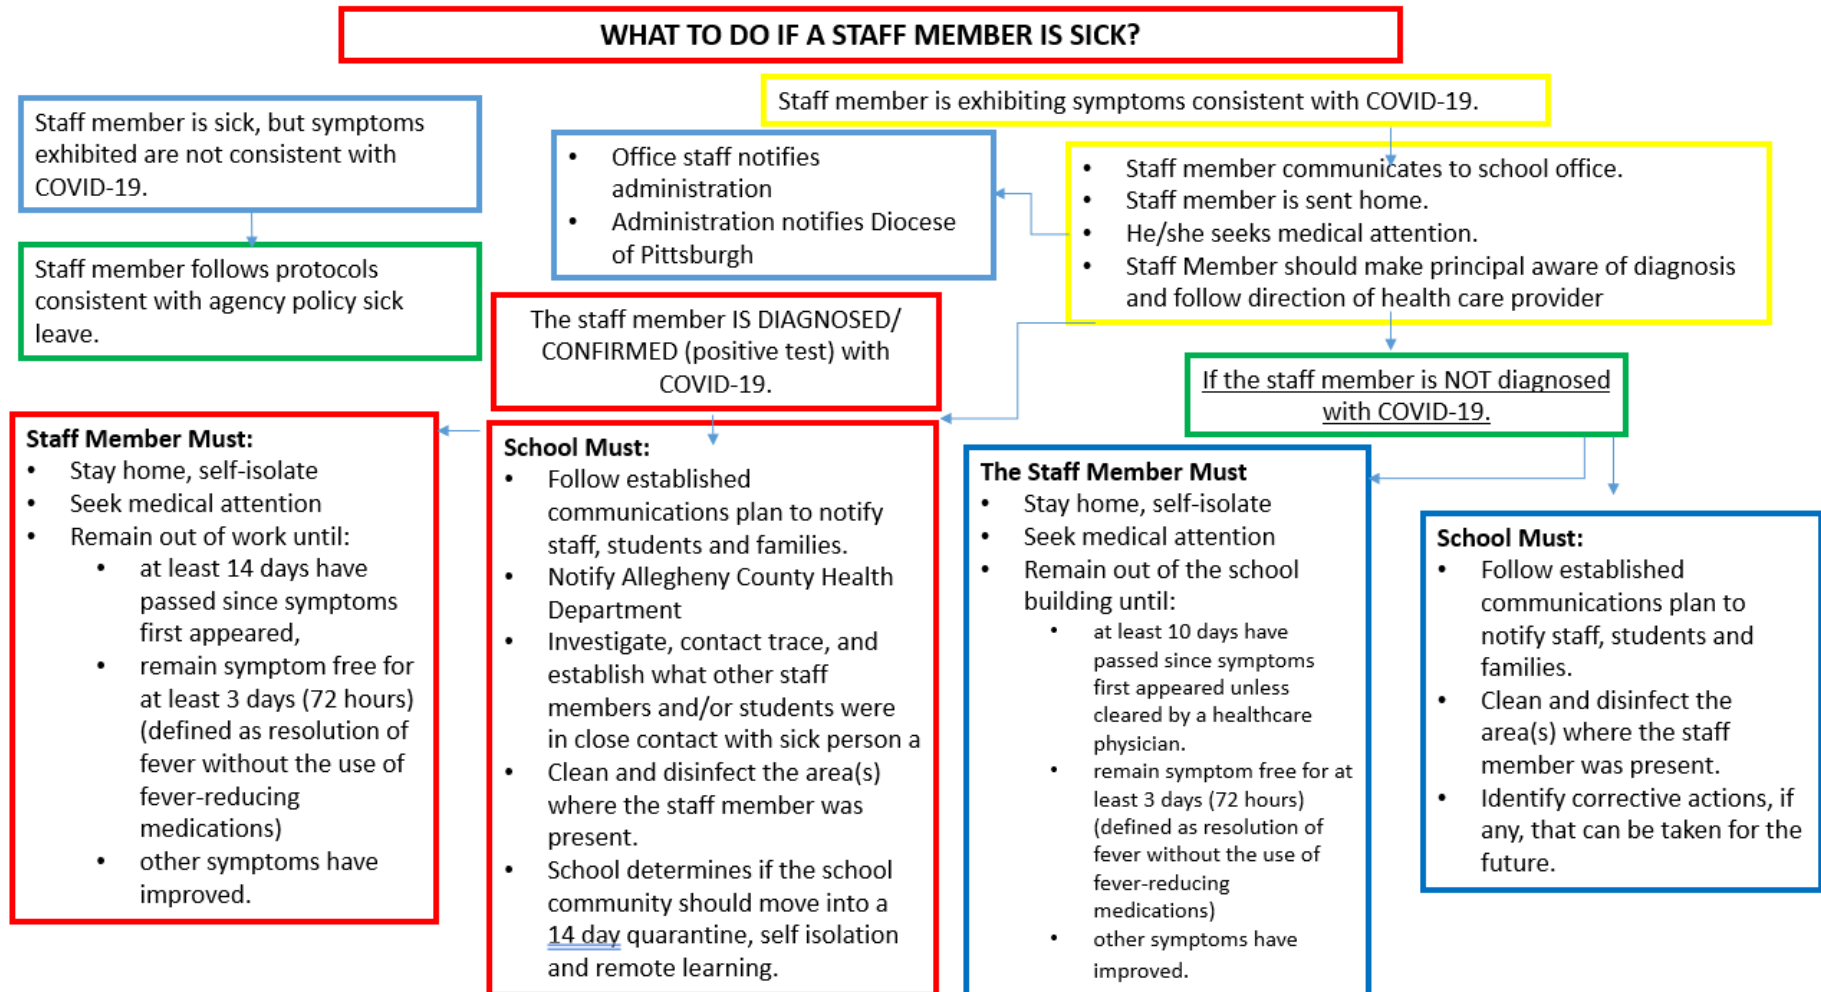 WHAT TO DO IF A STAFF MEMBER IS SICK?
Staff member is sick, but symptoms
exhibited are not consistent with
COVID-19.
Staff member follows protocols
consistent with agency policy sick
leave.
Staff member is exhibiting symptoms consistent with COVID-19.
• Staff member communicates to school office.
• Staff member is sent home.
• He/she seeks medical attention.
• Staff Member should make principal aware of diagnosis
and follow direction of health care provider
• Office staff notifies
administration
• Administration notifies Diocese
of Pittsburgh
The staff member IS DIAGNOSED/
CONFIRMED (positive test) with
COVID-19.
Staff Member Must:
• Stay home, self-isolate
• Seek medical attention
• Remain out of work until:
• at least 14 days have
passed since symptoms
first appeared,
• remain symptom free for
at least 3 days (72 hours)
(defined as resolution of
fever without the use of
fever-reducing
medications)
• other symptoms have
improved.
School Must:
• Follow established
communications plan to notify
staff, students and families.
• Notify Allegheny County Health
Department
• Investigate, contact trace, and
establish what other staff
members and/or students were
in close contact with sick person a
• Clean and disinfect the area(s)
where the staff member was
present.
• School determines if the school
community should move into a
14 day quarantine, self isolation
and remote learning.
If the staff member is NOT diagnosed
with COVID-19.
The Staff Member Must
• Stay home, self-isolate
• Seek medical attention
• Remain out of the school
building until:
• at least 10 days have
passed since symptoms
first appeared unless
cleared by a healthcare
physician.
• remain symptom free for at
least 3 days (72 hours)
(defined as resolution of
fever without the use of
fever-reducing
medications)
• other symptoms have
improved.
School Must:
• Follow established
communications plan to
notify staff, students and
families.
• Clean and disinfect the
area(s) where the staff
member was present.
• Identify corrective actions, if
any, that can be taken for the
future.